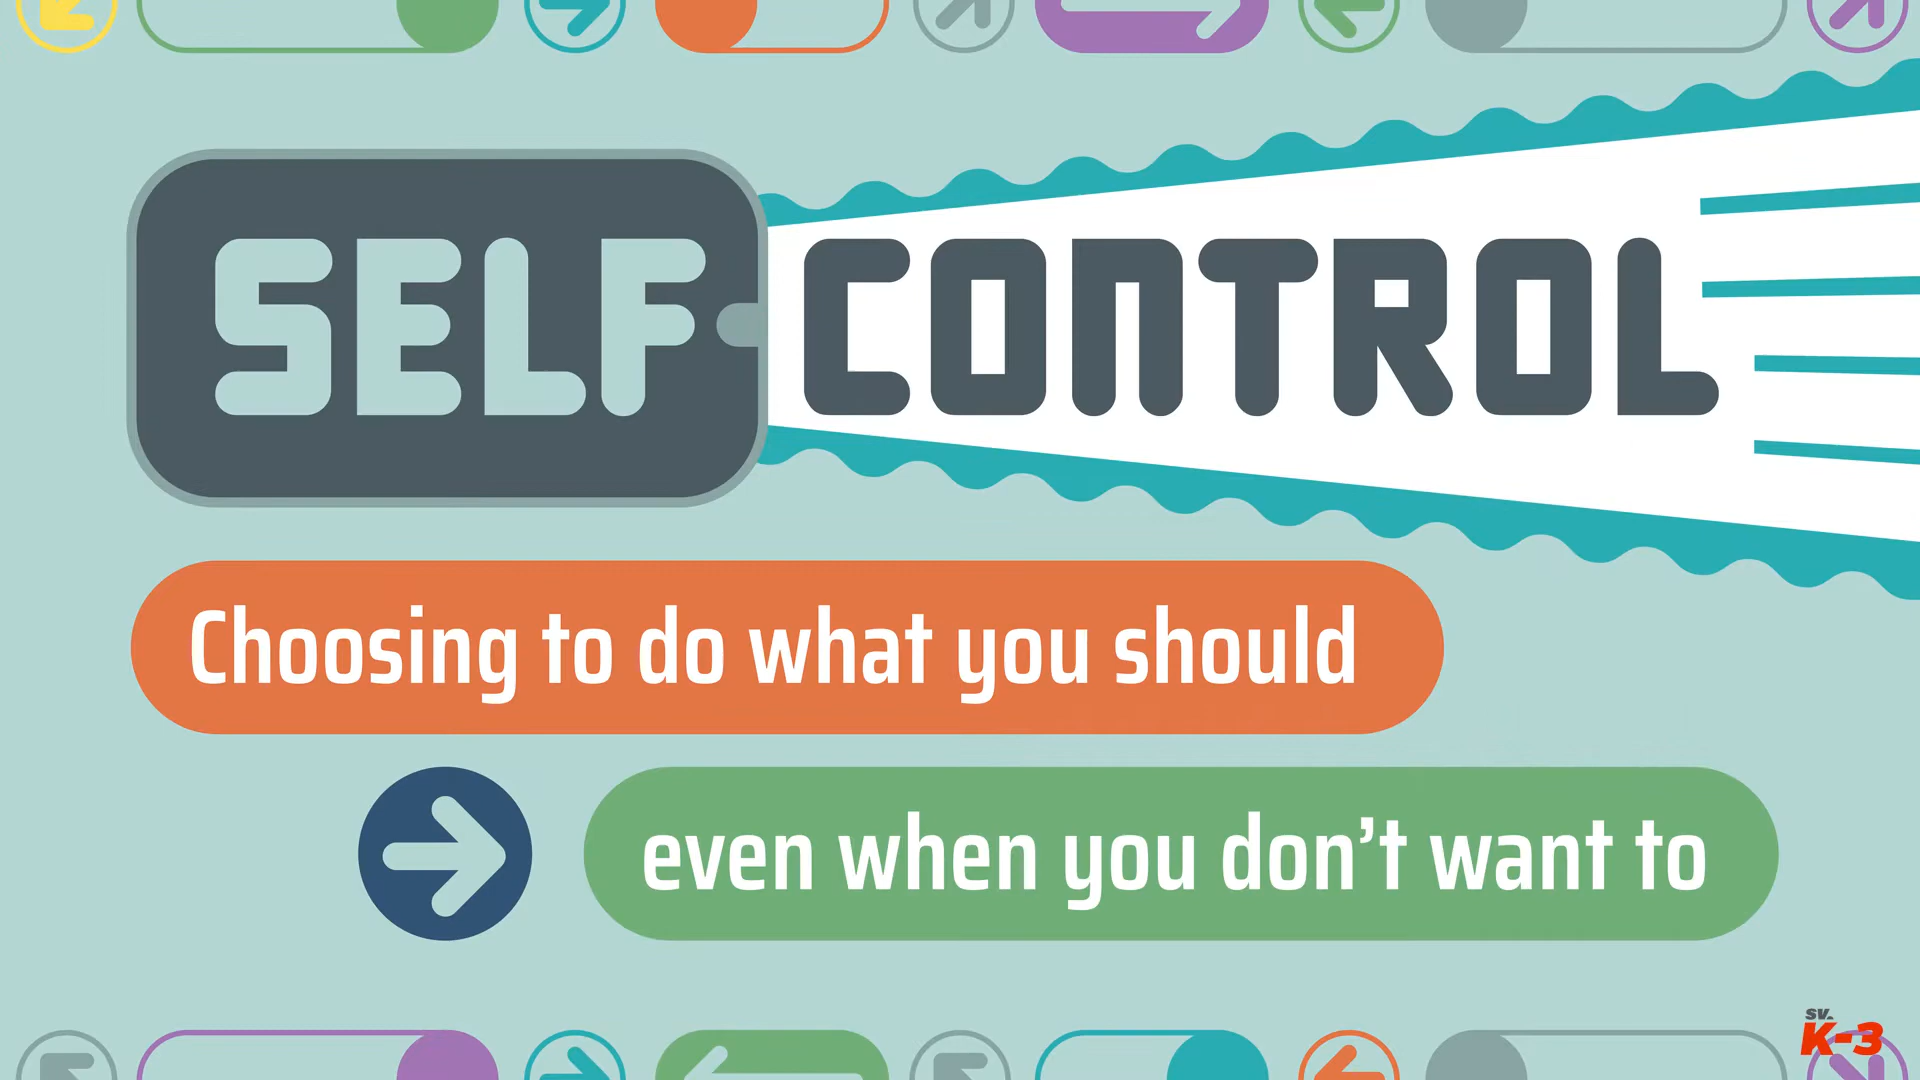 SELF CONTROL
Choosing to do what you should
even when you don't want to
SV.
K-3